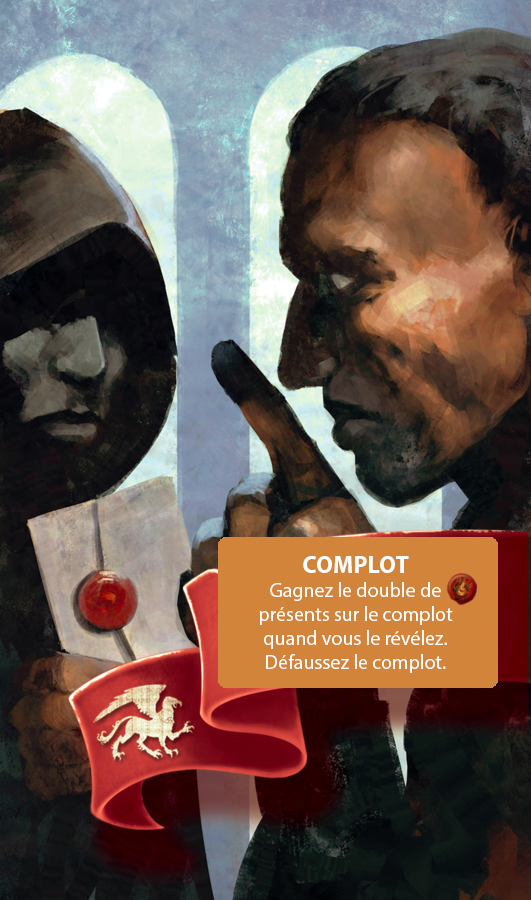 COMPLOT
Gagnez le double de
présents sur le complot
quand vous le révélez.
Défaussez le complot.